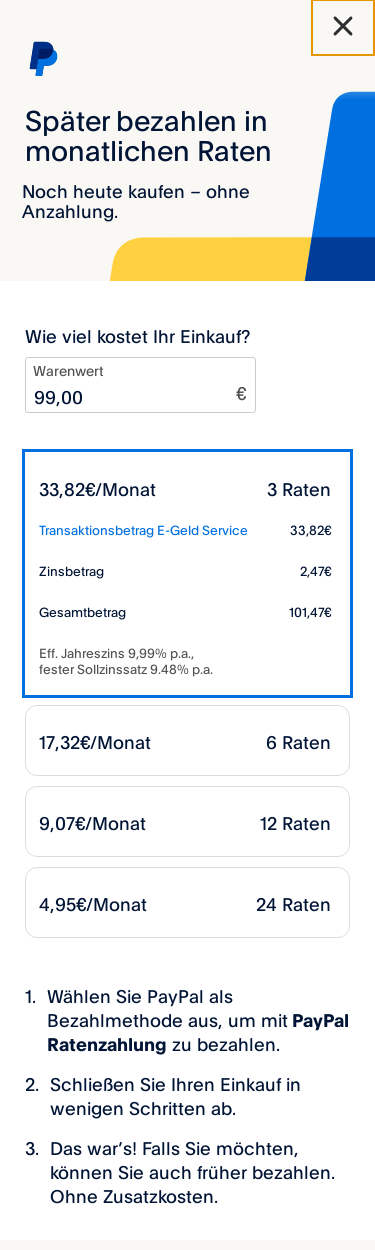 Später bezahlen in
monatlichen Raten
Noch heute kaufen – ohne
Anzahlung.
Wie viel kostet Ihr Einkauf?
Warenwert
99,00 €
33,82€/Monat 3 Raten
Transaktionsbetrag E-Geld Service 33,82€
Zinsbetrag 2,47€
Gesamtbetrag 101,47€
Eff. Jahreszins 9,99% p.a.,
fester Sollzinssatz 9.48% p.a.
17,32€/Monat 6 Raten
9,07€/Monat 12 Raten
4,95€/Monat 24 Raten
1. Wählen Sie PayPal als
Bezahlmethode aus, um mit PayPal
Ratenzahlung zu bezahlen.
2. Schließen Sie Ihren Einkauf in
wenigen Schritten ab.
3. Das war’s! Falls Sie möchten,
können Sie auch früher bezahlen.
Ohne Zusatzkosten.